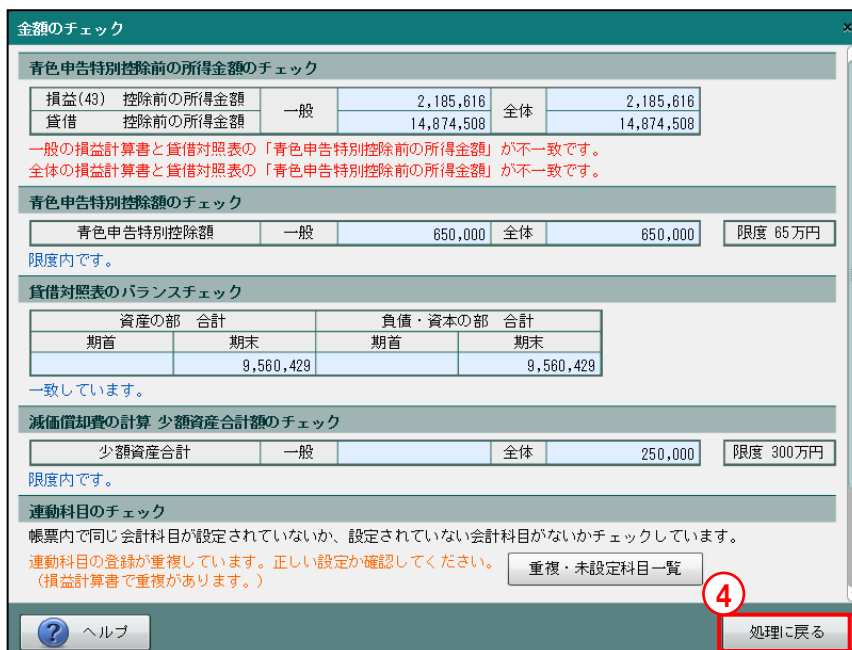 金額のチェック
×
青色申告特別控除前の所得金額のチェック
損益(43) 控除前の所得金額 一般 2,185,616 全体 2,185,616
貸借 控除前の所得金額 14,874,508 14,874,508
一般の損益計算書と貸借対照表の「青色申告特別控除前の所得金額」が不一致です。
全体の損益計算書と貸借対照表の「青色申告特別控除前の所得金額」が不一致です。
青色申告特別控除額のチェック
青色申告特別控除額 一般 650,000 全体 650,000 限度 65万円
限度内です。
貸借対照表のバランスチェック
資産の部 合計 負債・資本の部 合計
期首 期末 期首 期末
9,560,429 9,560,429
一致しています。
減価償却費の計算 少額資産合計額のチェック
少額資産合計 一般 全体 250,000 限度 300万円
限度内です。
連動科目のチェック
帳票内で同じ会計科目が設定されていないか、設定されていない会計科目がないかチェックしています。
連動科目の登録が重複しています。正しい設定か確認してください。
(損益計算書で重複があります。)
重複・未設定科目一覧
④
? ヘルプ 処理に戻る